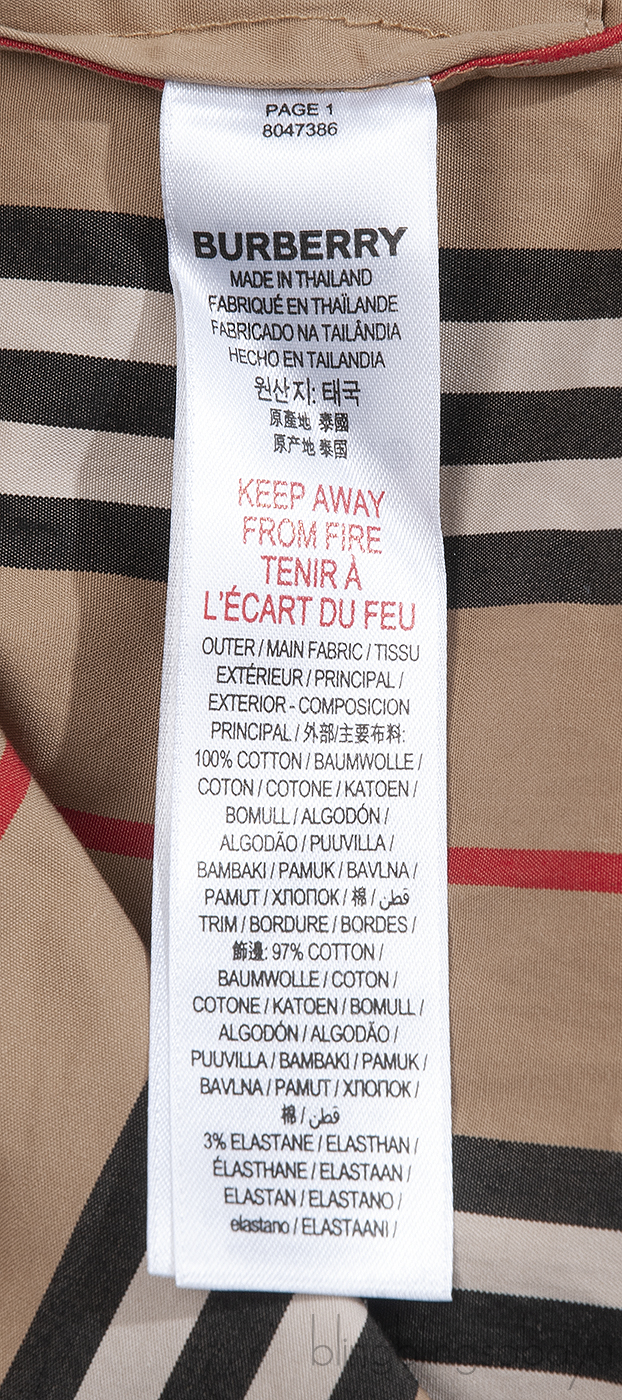 PAGE 1
8047386
BURBERRY
MADE IN THAILAND
FABRIQUÉ EN THAÏLANDE
FABRICADO NA TAILÂNDIA
HECHO EN TAILANDIA
원산지: 태국
原產地 泰國
原产地 泰国
KEEP AWAY
FROM FIRE
TENIR À
L'ÉCART DU FEU
OUTER / MAIN FABRIC / TISSU
EXTÉRIEUR / PRINCIPAL /
EXTERIOR - COMPOSICION
PRINCIPAL / 外部/主要布料:
100% COTTON / BAUMWOLLE /
COTON / COTONE / KATOEN /
BOMULL / ALGODÓN /
ALGODÃO / PUUVILLA /
BAMBAKI / PAMUK / BAVLNA /
PAMUT / ХЛОПОК / 棉 / قطن /
TRIM / BORDURE / BORDES /
飾邊: 97% COTTON /
BAUMWOLLE / COTON /
COTONE / KATOEN / BOMULL /
ALGODÓN / ALGODÃO /
PUUVILLA / BAMBAKI / PAMUK /
BAVLNA / PAMUT / ХЛОПОК /
棉 / قطن
3% ELASTANE / ELASTHAN /
ÉLASTHANE / ELASTAAN /
ELASTAN / ELASTANO /
elastano / ELASTAANI /